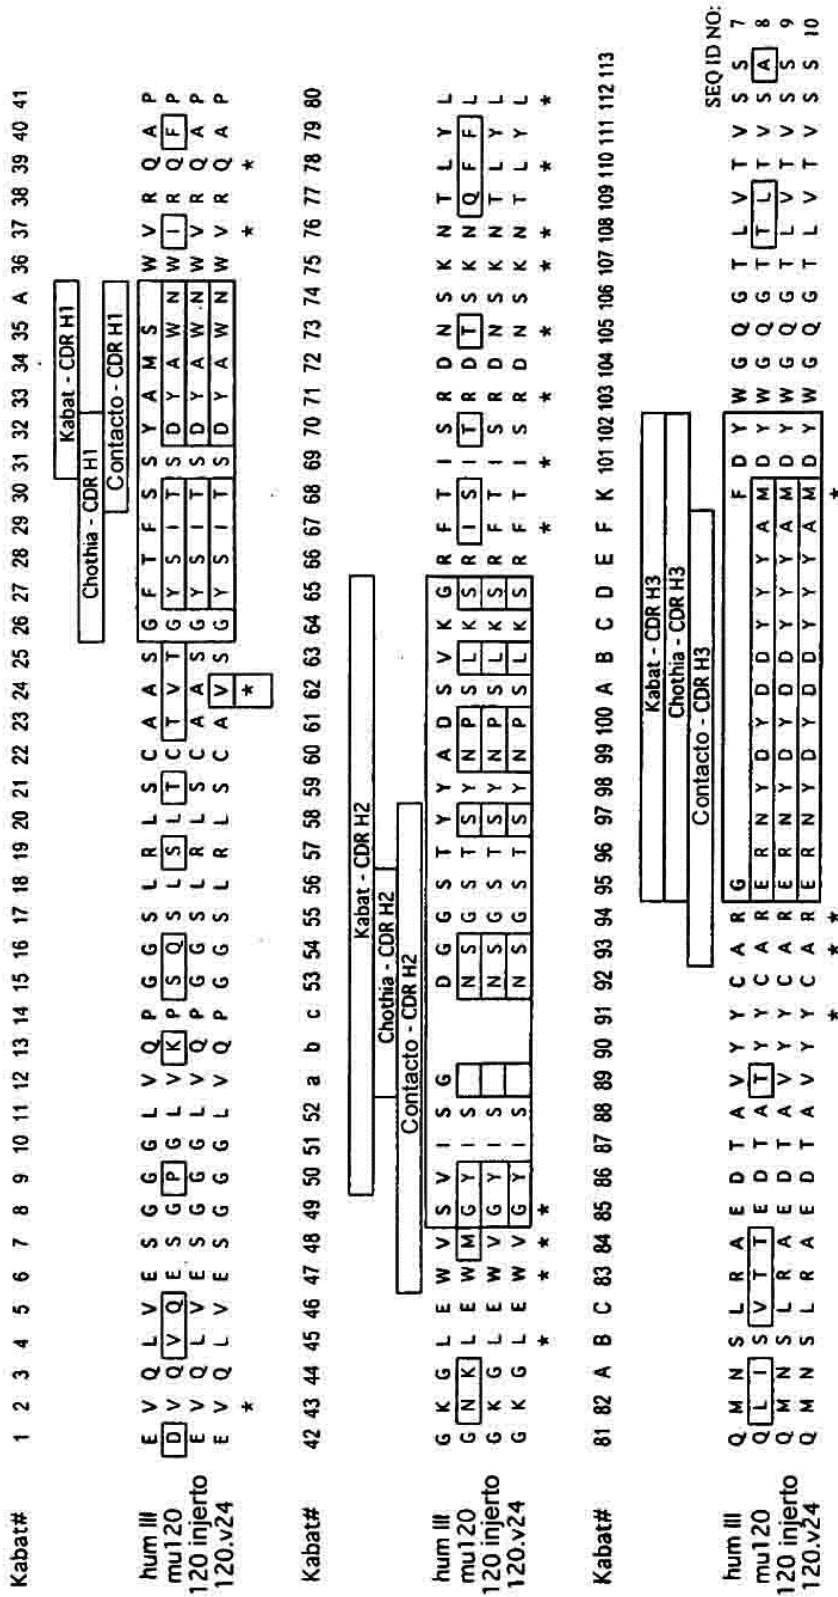 Kabat# 1 2 3 4 5 6 7 8 9 10 11 12 13 14 15 16 17 18 19 20 21 22 23 24 25 26 27 28 29 30 31 32 33 34 35 A 36 37 38 39 40 41
Kabat - CDR H1
Chothia - CDR H1
Contacto - CDR H1
hum III E V Q L V E S G G G L V Q P G G S L R L S C A A S G F T F S S Y A M S W V R Q A P
mu120 D V Q V Q E S G P G L V K P S Q S L S L T C T V T G Y S I T S D Y A W N W I R Q F P
120 injerto E V Q L V E S G G G L V Q P G G S L R L S C A A S G Y S I T S D Y A W N W V R Q A P
120.v24 E V Q L V E S G G G L V Q P G G S L R L S C A V S G Y S I T S D Y A W N W V R Q A P
* * * *
Kabat# 42 43 44 45 46 47 48 49 50 51 52 a b c 53 54 55 56 57 58 59 60 61 62 63 64 65 66 67 68 69 70 71 72 73 74 75 76 77 78 79 80
Kabat - CDR H2
Chothia - CDR H2
Contacto - CDR H2
hum III G K G L E W V S V I S G D G G S T Y Y A D S V K G R F T I S R D N S K N T L Y L
mu120 G N K L E W M G Y I S N S G S T S Y N P S L K S R I S I T R D T S K N Q F F L
120 injerto G K G L E W V G Y I S N S G S T S Y N P S L K S R F T I S R D N S K N T L Y L
120.v24 G K G L E W V G Y I S N S G S T S Y N P S L K S R F T I S R D N S K N T L Y L
* * * * * * * * * * * *
Kabat# 81 82 A B C 83 84 85 86 87 88 89 90 91 92 93 94 95 96 97 98 99 100 A B C D E F K 101 102 103 104 105 106 107 108 109 110 111 112 113
Kabat - CDR H3
Chothia - CDR H3
Contacto - CDR H3
SEQ ID NO:
hum III Q M N S L R A E D T A V Y Y C A R G F D Y W G Q G T L V T V S S 7
mu120 Q L I S V T T E D T A T Y Y C A R E R N Y D Y D D Y Y Y A M D Y W G Q G T T L T V S A 8
120 injerto Q M N S L R A E D T A V Y Y C A R E R N Y D Y D D Y Y Y A M D Y W G Q G T L V T V S S 9
120.v24 Q M N S L R A E D T A V Y Y C A R E R N Y D Y D D Y Y Y A M D Y W G Q G T L V T V S S 10
* * * *